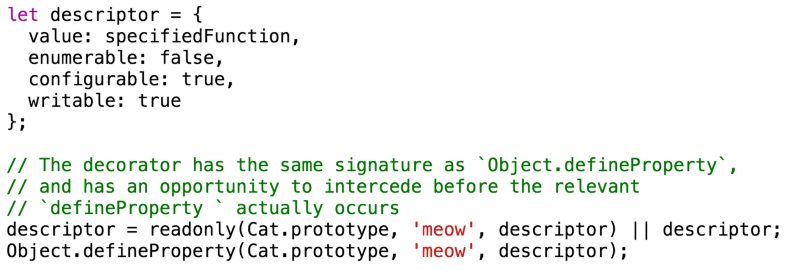 let descriptor = {
  value: specifiedFunction,
  enumerable: false,
  configurable: true,
  writable: true
};

// The decorator has the same signature as `Object.defineProperty`,
// and has an opportunity to intercede before the relevant
// `defineProperty ` actually occurs
descriptor = readonly(Cat.prototype, 'meow', descriptor) || descriptor;
Object.defineProperty(Cat.prototype, 'meow', descriptor);